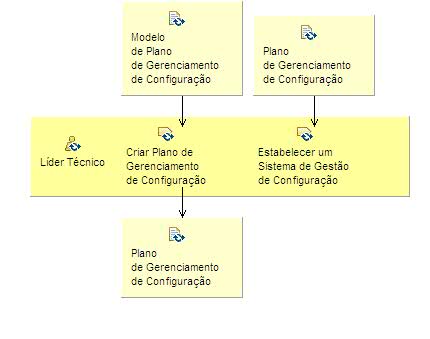 Modelo
de Plano
de Gerenciamento
de Configuração
Plano
de Gerenciamento
de Configuração
Líder Técnico
Criar Plano de
Gerenciamento
de Configuração
Estabelecer um
Sistema de Gestão
de Configuração
Plano
de Gerenciamento
de Configuração